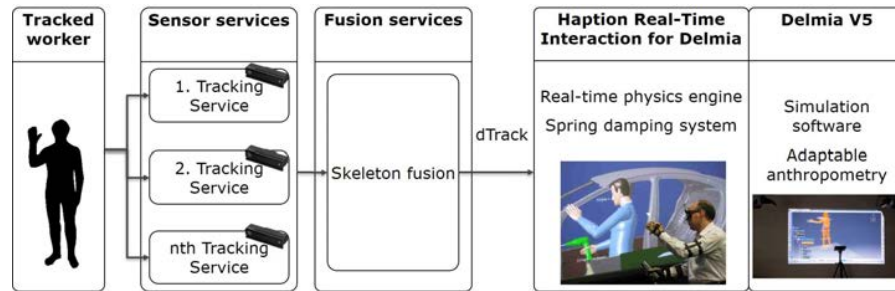 Tracked
worker
Sensor services
1. Tracking
Service
2. Tracking
Service
nth Tracking
Service
Fusion services
Skeleton fusion
dTrack
Haption Real-Time
Interaction for Delmia
Real-time physics engine
Spring damping system
Delmia V5
Simulation
software
Adaptable
anthropometry